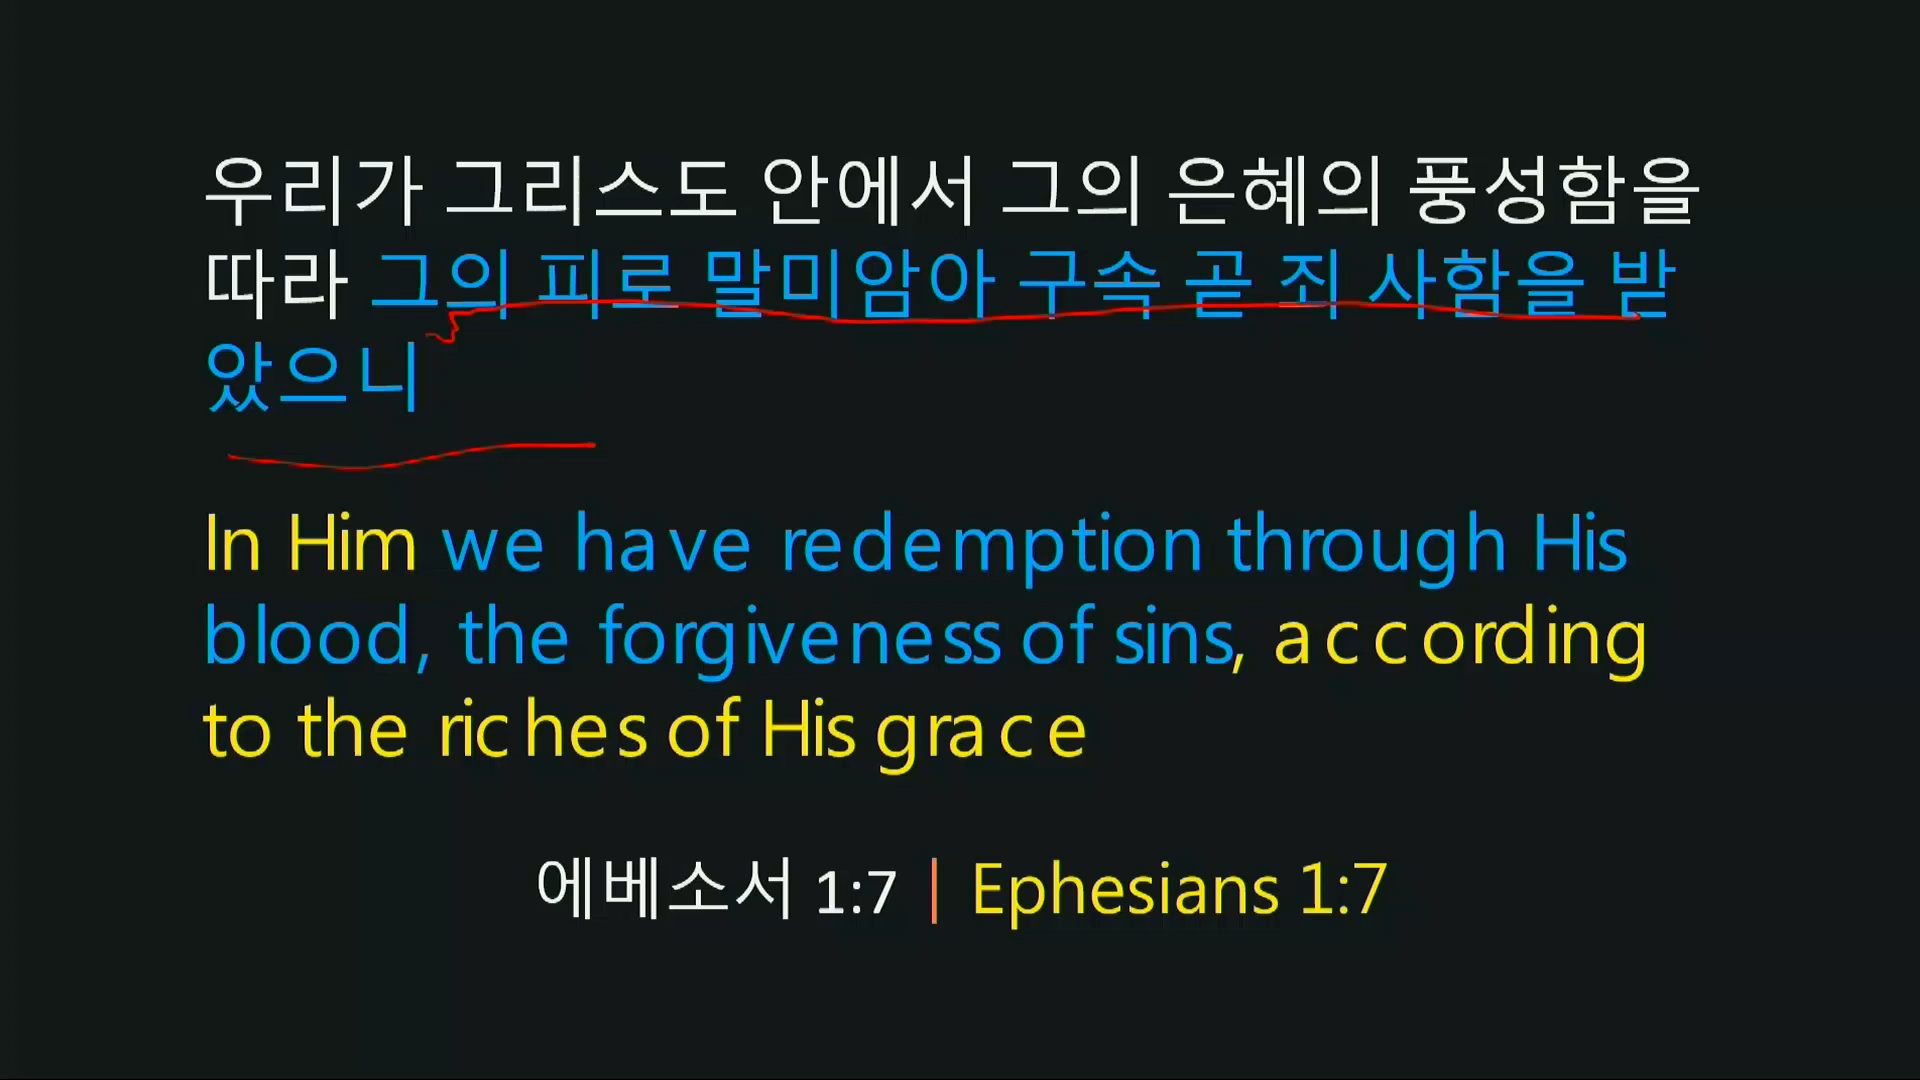 우리가 그리스도 안에서 그의 은혜의 풍성함을
따라 그의 피로 말미암아 구속 곧 죄 사함을 받
았으니
In Him we have redemption through His
blood, the forgiveness of sins, according
to the riches of His grace
에베소서 1:7 | Ephesians 1:7